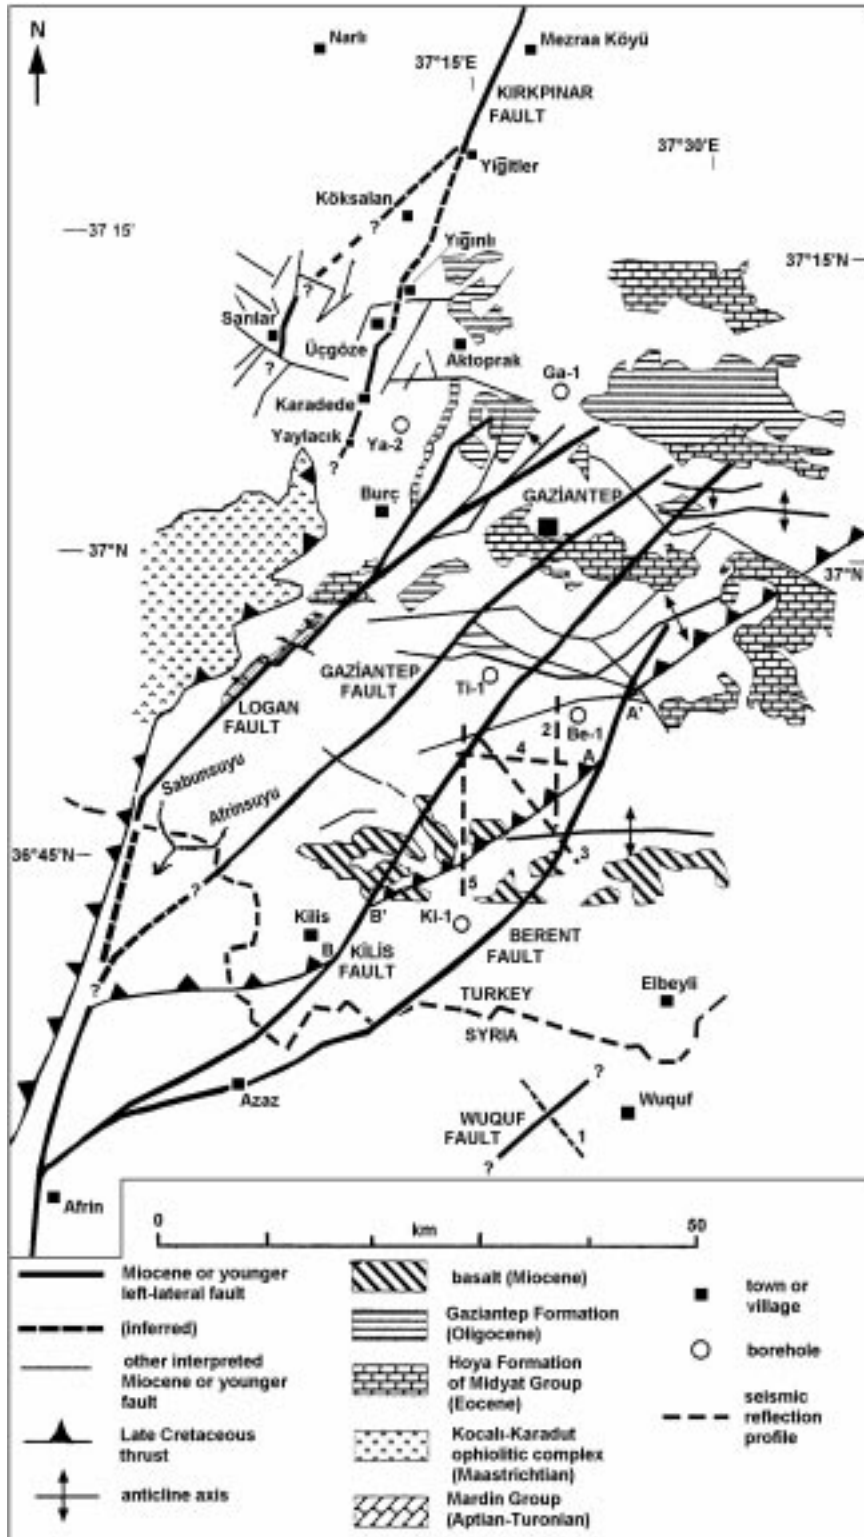 N
Narlı
Mezraa Köyü
37°15'E
KIRKPINAR
FAULT
37°30'E
Yiğitler
Köksalan
?
37 15'
Yığınlı
37°15'N
?
Sarılar
Üçgöze
Aktoprak
?
Ga-1
Karadede
Yaylacık
Ya-2
?
Burç
GAZİANTEP
37°N
37°N
GAZİANTEP
FAULT
Ti-1
LOGAN
FAULT
A'
2
Be-1
4
A
Sabunsuyu
Afrinsuyu
36°45'N
3
?
5
B'
Ki-1
Kilis
B
KİLİS
FAULT
BERENT
FAULT
?
TURKEY
SYRIA
Elbeyli
Azaz
?
Wuquf
WUQUF
FAULT
1
?
Afrin
0
km
50
Miocene or younger
left-lateral fault
(inferred)
other interpreted
Miocene or younger
fault
Late Cretaceous
thrust
anticline axis
basalt (Miocene)
Gaziantep Formation
(Oligocene)
Hoya Formation
of Midyat Group
(Eocene)
Kocalı-Karadut
ophiolitic complex
(Maastrichtian)
Mardin Group
(Aptian-Turonian)
town or
village
borehole
seismic
reflection
profile